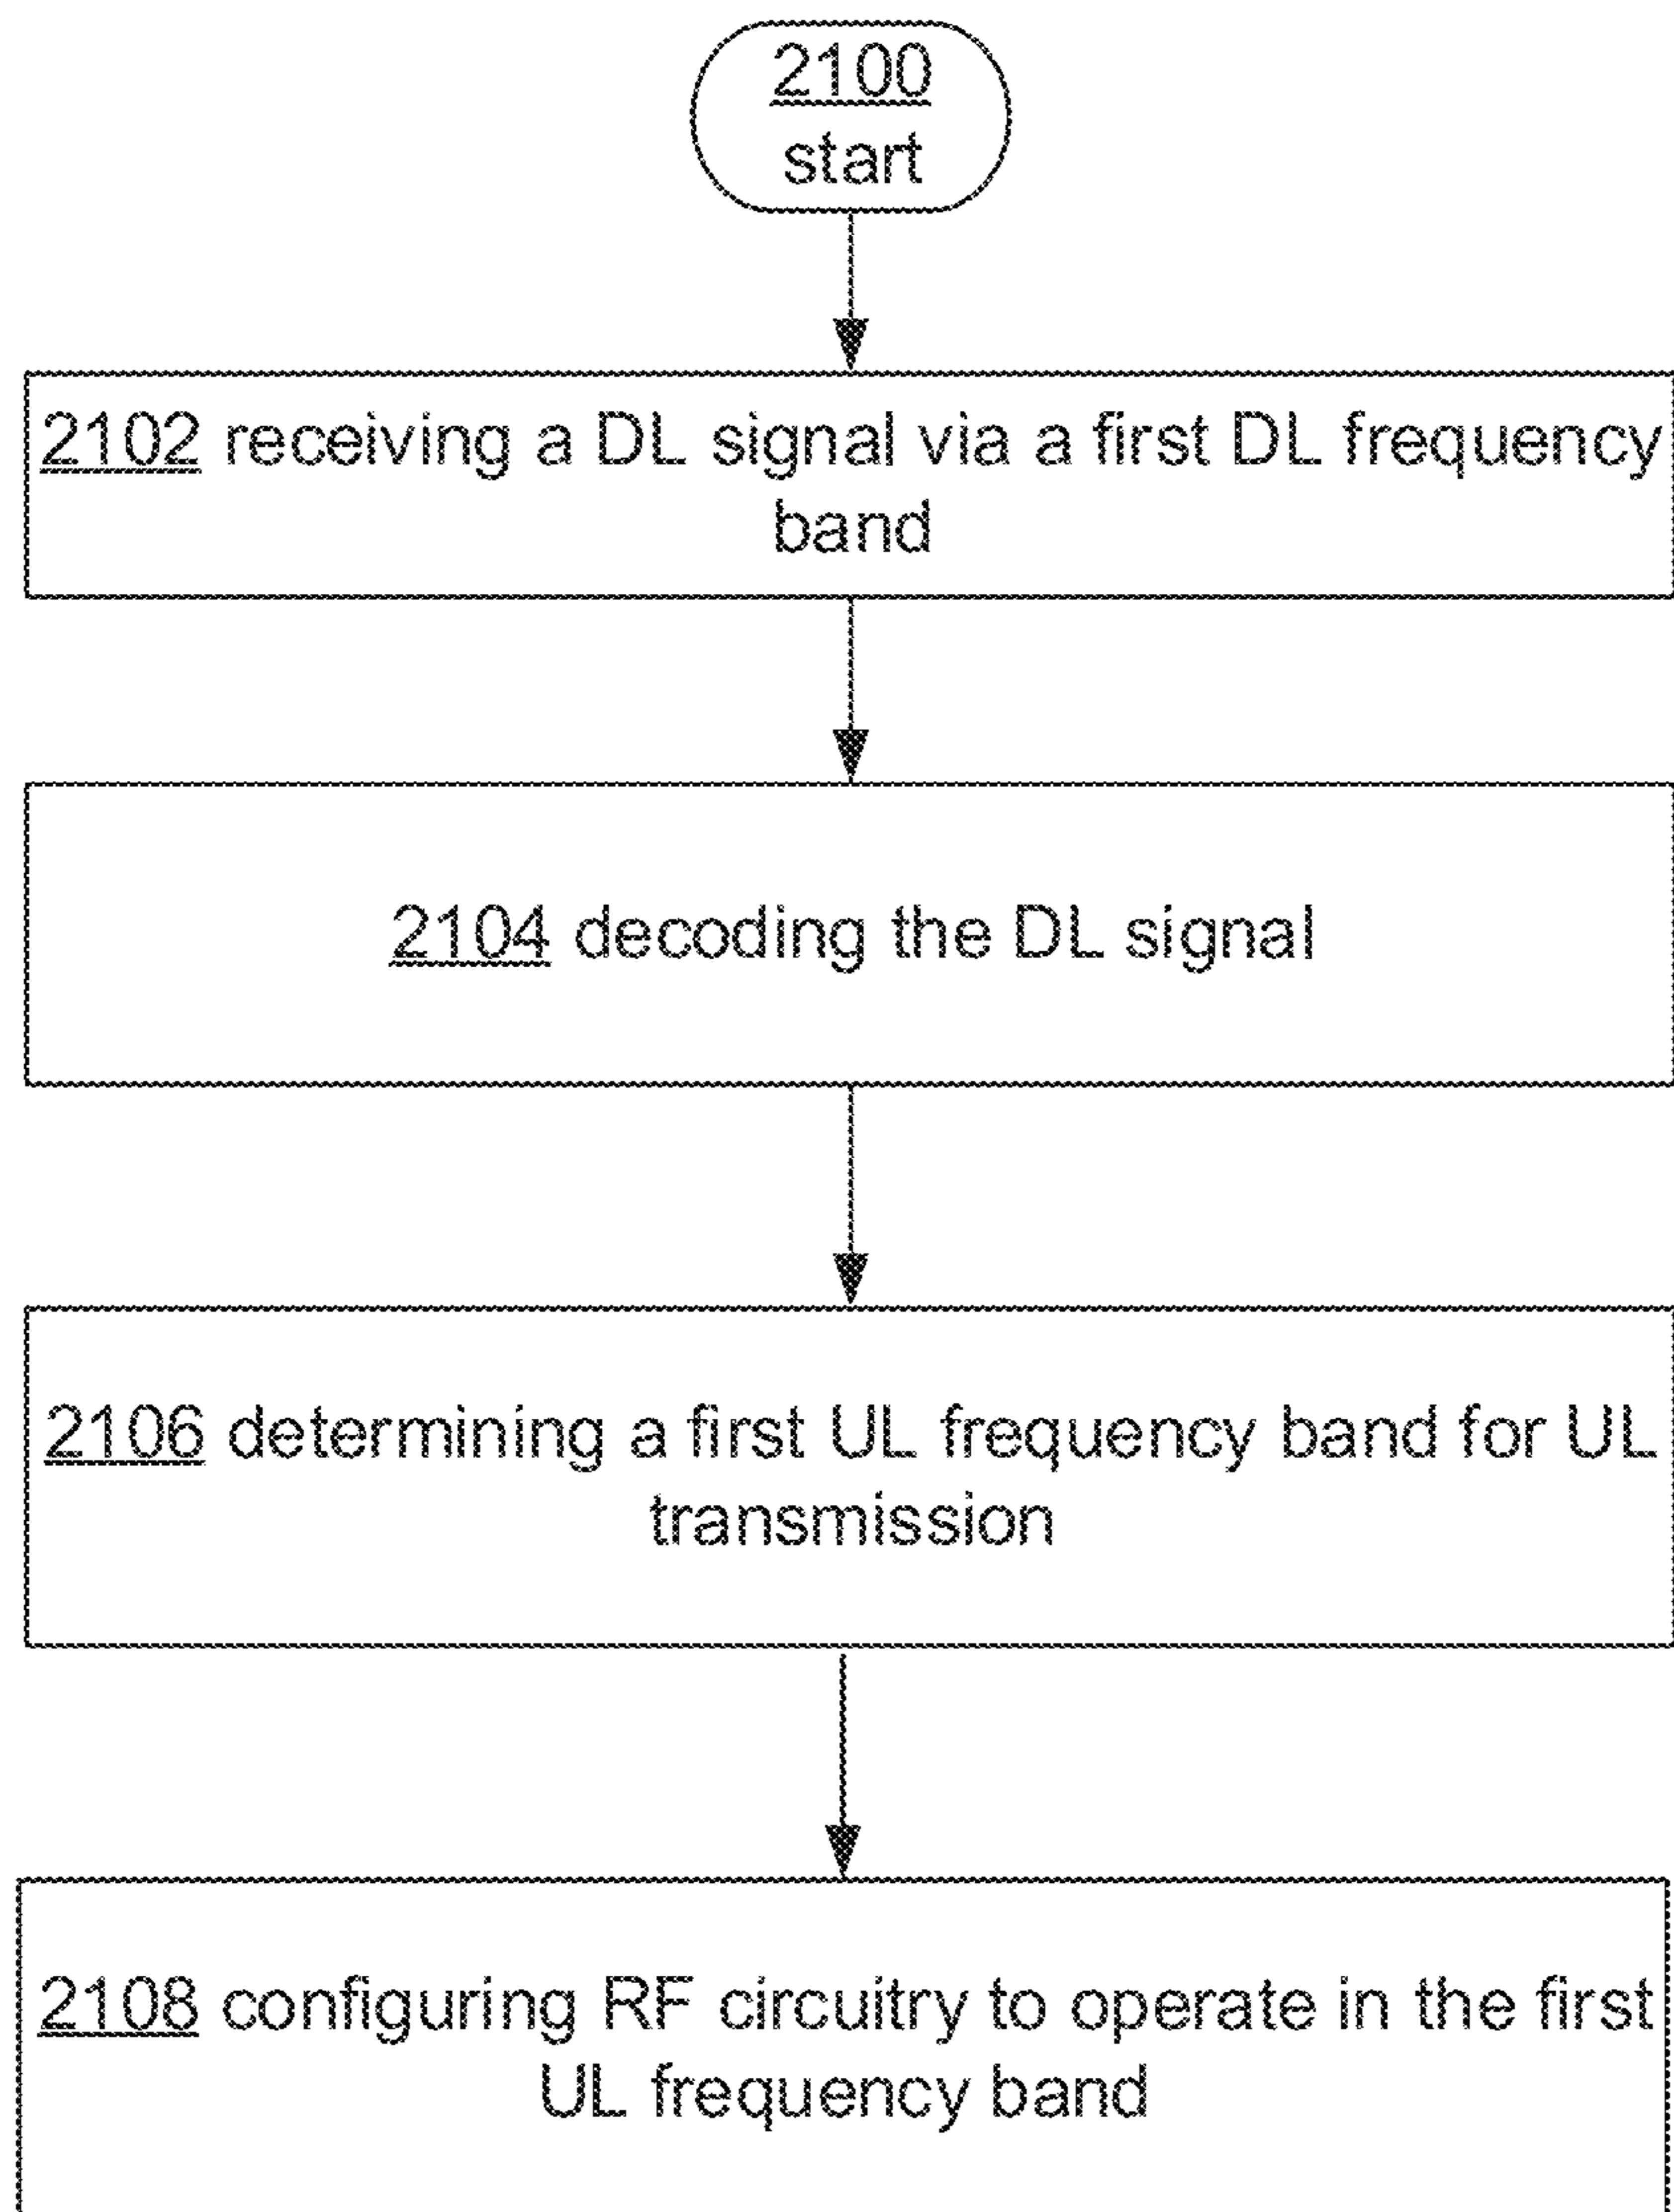 2100
start
2102 receiving a DL signal via a first DL frequency
band
2104 decoding the DL signal
2106 determining a first UL frequency band for UL
transmission
2108 configuring RF circuitry to operate in the first
UL frequency band